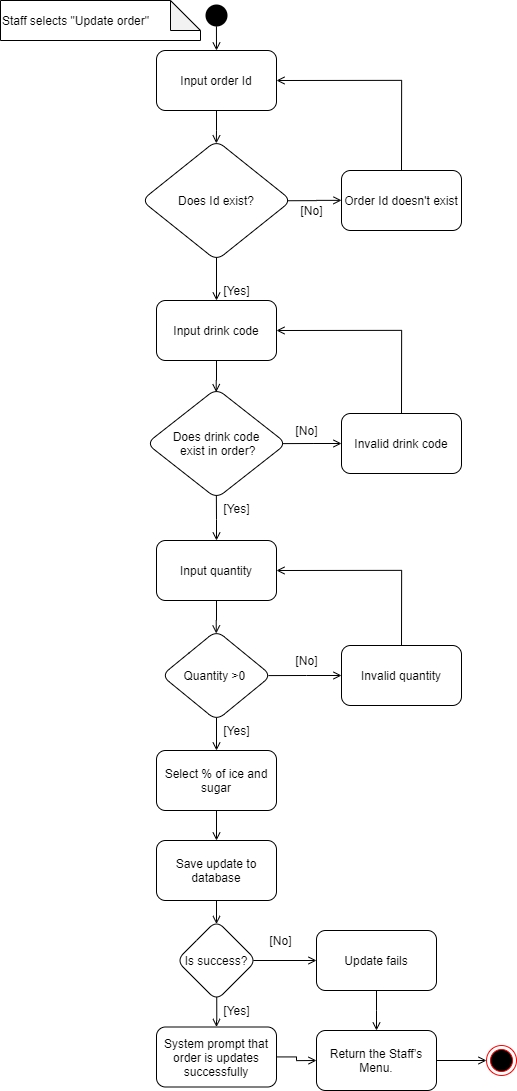 Staff selects "Update order"
Input order Id
Does Id exist?
[No]
Order Id doesn't exist
[Yes]
Input drink code
Does drink code
exist in order?
[No]
Invalid drink code
[Yes]
Input quantity
Quantity >0
[No]
Invalid quantity
[Yes]
Select % of ice and
sugar
Save update to
database
Is success?
[No]
Update fails
[Yes]
System prompt that
order is updates
successfully
Return the Staff's
Menu.